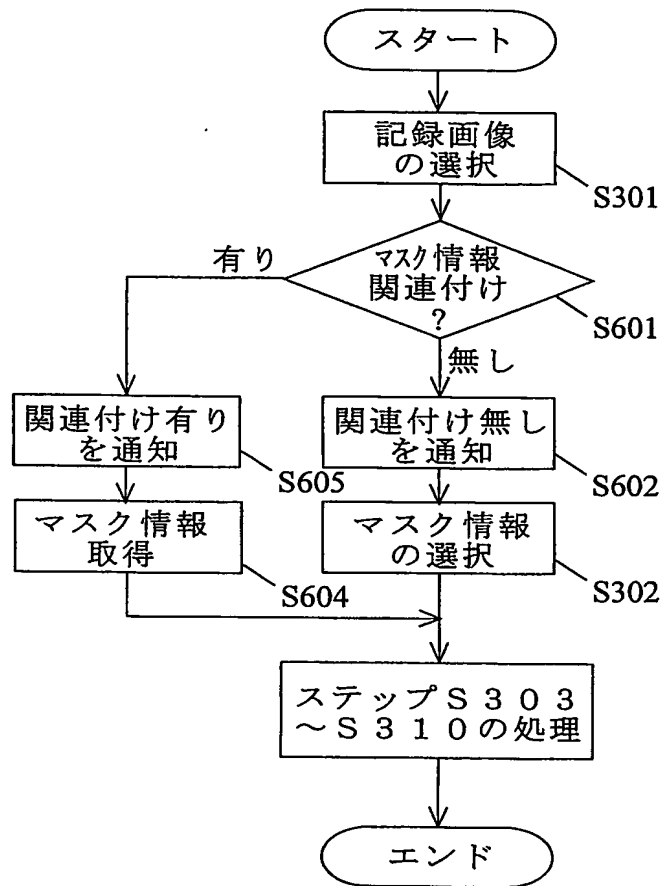 スタート
記録画像
の選択
S301
有り
マスク情報
関連付け
?
S601
無し
関連付け有り
を通知
S605
関連付け無し
を通知
S602
マスク情報
取得
S604
マスク情報
の選択
S302
ステップS303
~S310の処理
エンド